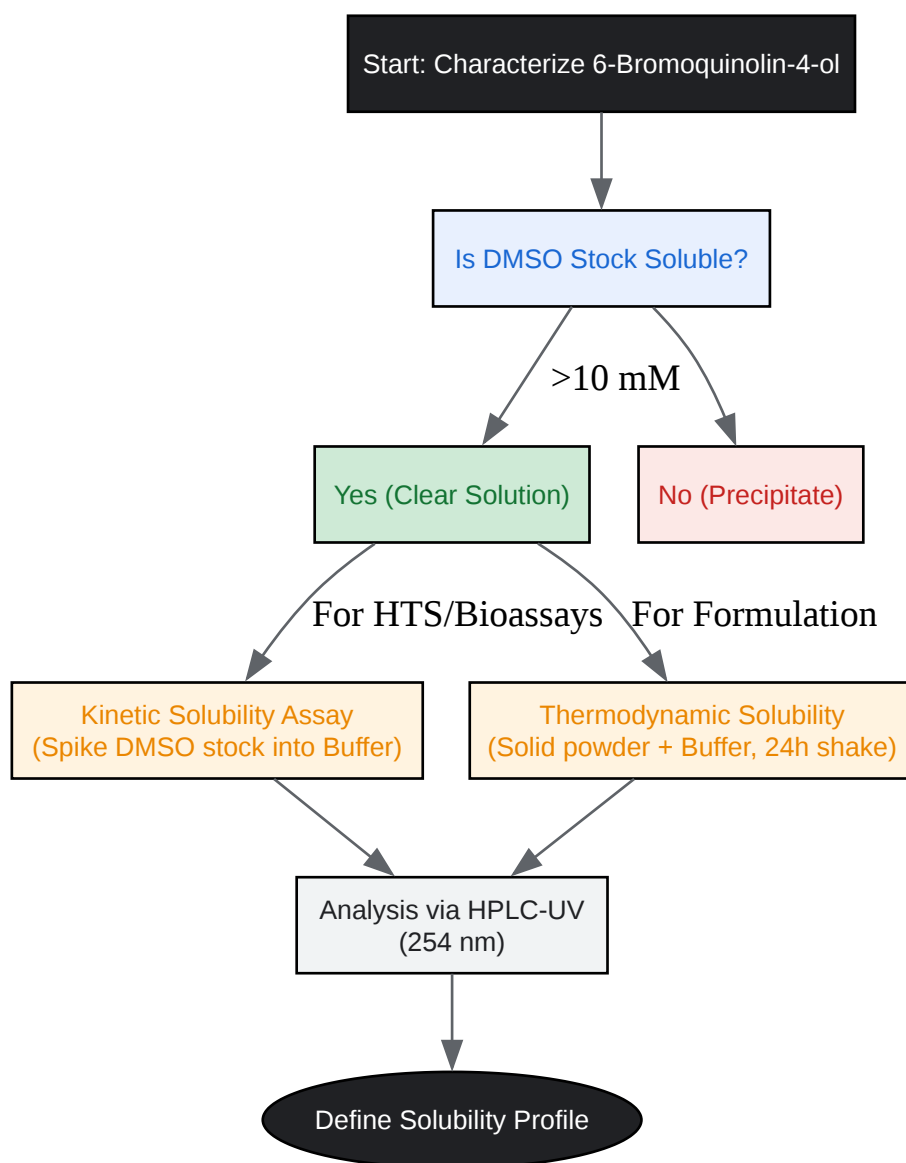 Start: Characterize 6-Bromoquinolin-4-ol
Is DMSO Stock Soluble?
>10 mM
Yes (Clear Solution)
No (Precipitate)
For HTS/Bioassays
For Formulation
Kinetic Solubility Assay
(Spike DMSO stock into Buffer)
Thermodynamic Solubility
(Solid powder + Buffer, 24h shake)
Analysis via HPLC-UV
(254 nm)
Define Solubility Profile